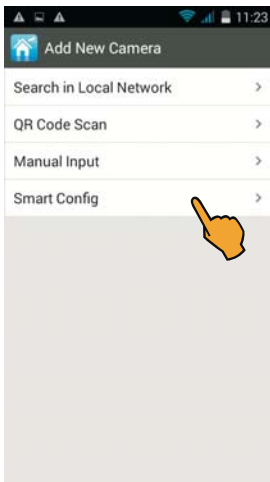 11:23
Add New Camera
Search in Local Network
QR Code Scan
Manual Input
Smart Config